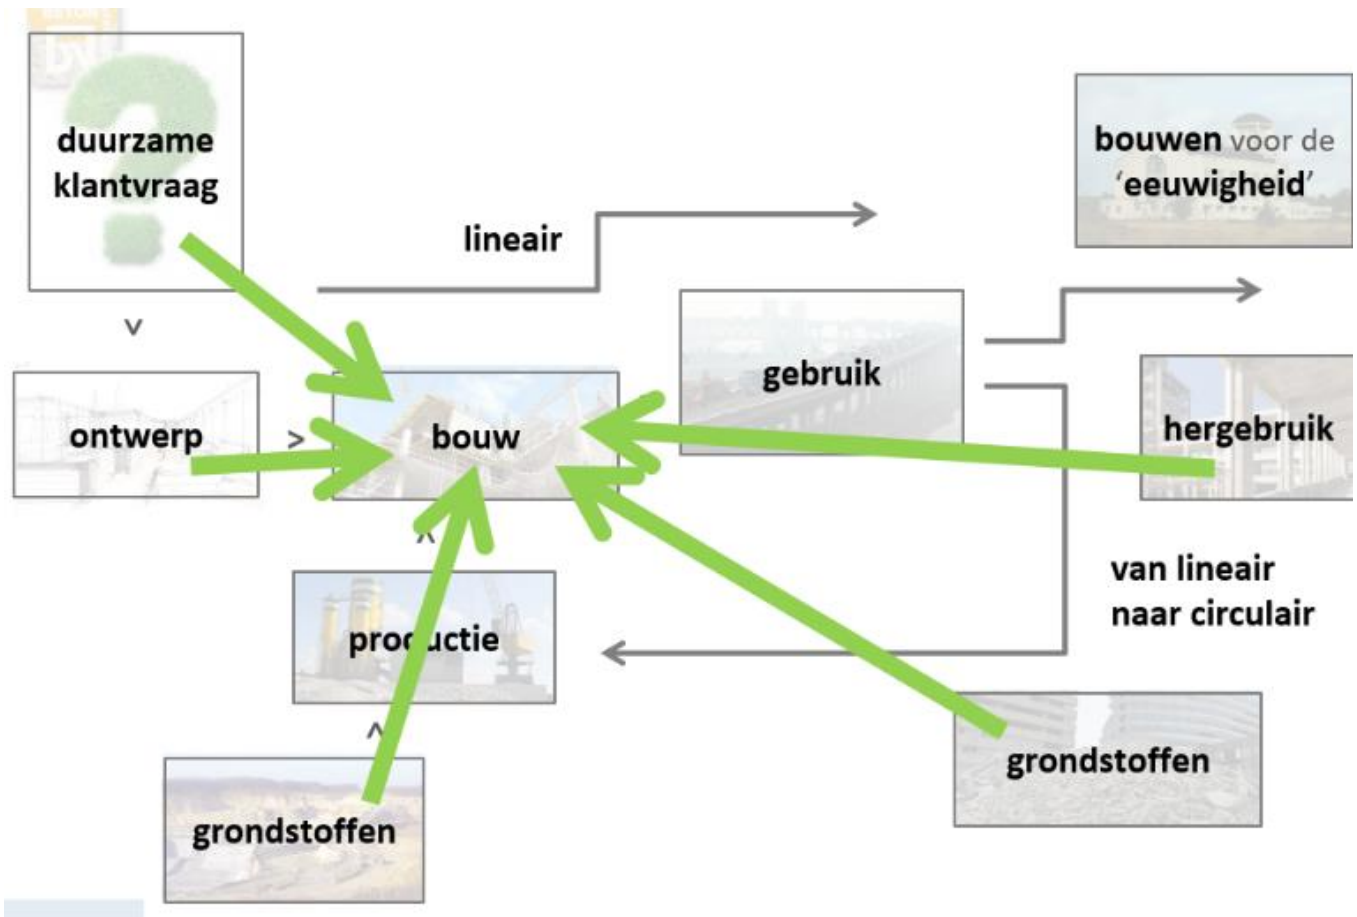 duurzame
klantvraag
lineair
bouwen voor de
‘eeuwigheid’
ontwerp
>
bouw
gebruik
hergebruik
van lineair
naar circulair
productie
grondstoffen
grondstoffen